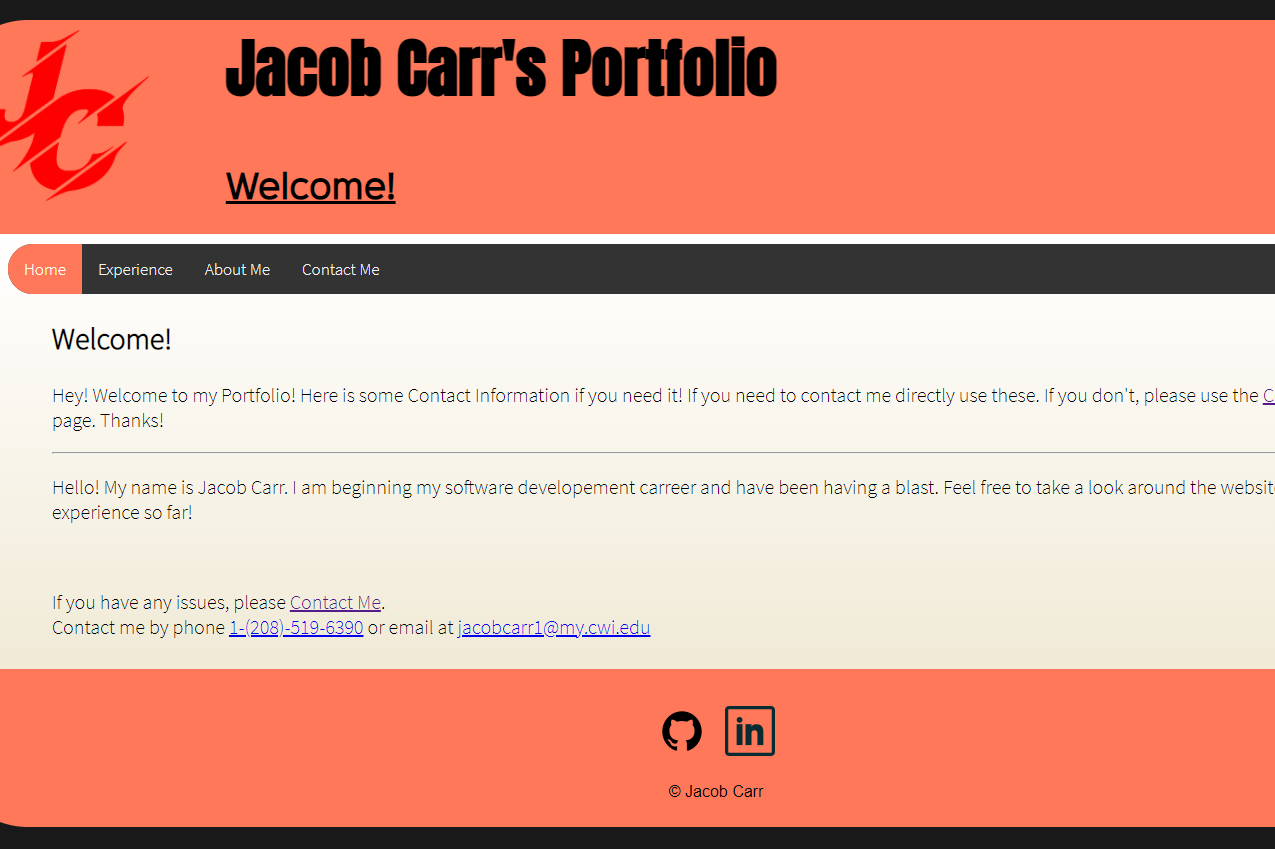 JC
Jacob Carr's Portfolio
Welcome!
Home Experience About Me Contact Me
Welcome!
Hey! Welcome to my Portfolio! Here is some Contact Information if you need it! If you need to contact me directly use these. If you don't, please use the
page. Thanks!
Hello! My name is Jacob Carr. I am beginning my software developement carreer and have been having a blast. Feel free to take a look around the
experience so far!
If you have any issues, please Contact Me.
Contact me by phone 1-(208)-519-6390 or email at jacobcarr1@my.cwi.edu
in
© Jacob Carr